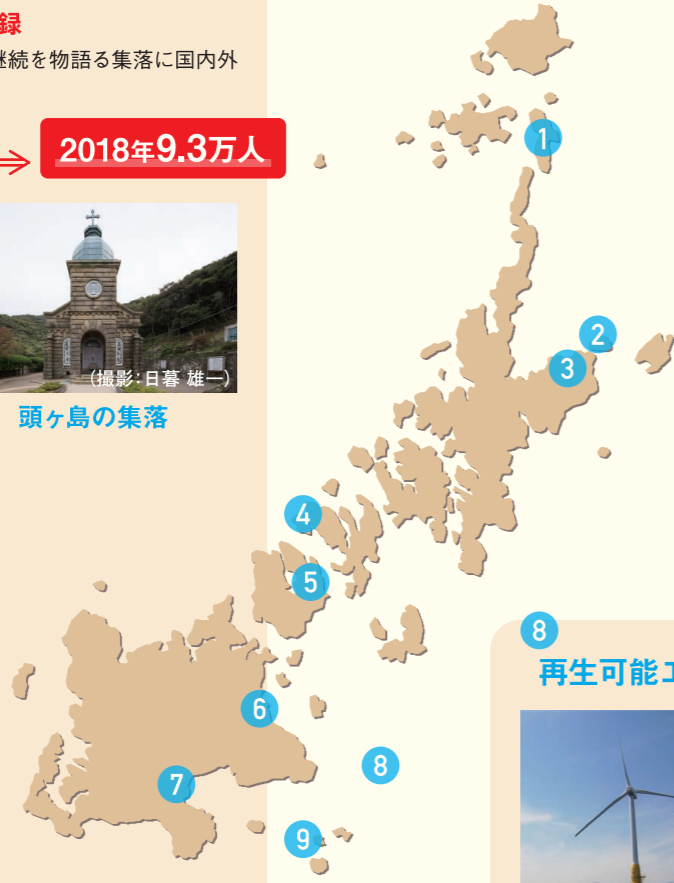 録
継続を物語る集落に国内外
2018年9.3万人
(撮影:日暮 雄一)
頭ヶ島の集落
1
2
3
4
5
6
7
8
9
8
再生可能エ